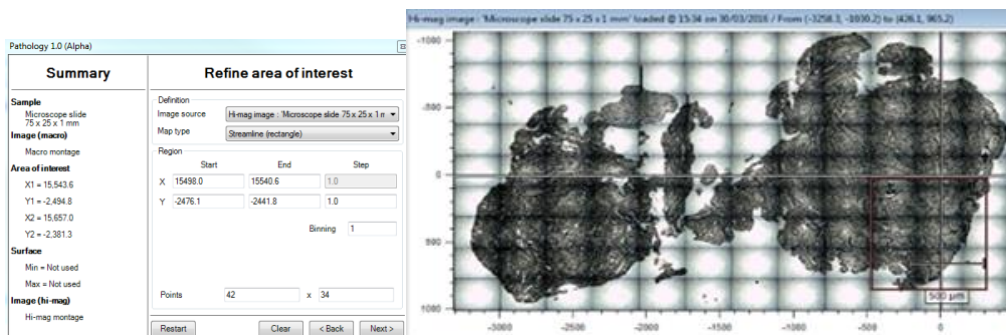 Hi-mag image : 'Microscope slide 75 x 25 x 1 mm' loaded @ 15:34 on 30/03/2016 / From (-3258.3, -1030.2) to (426.1, 965.2)
Pathology 1.0 (Alpha)
Summary
Refine area of interest
Sample
Microscope slide
75 x 25 x 1 mm
Image (macro)
Macro montage
Area of interest
X1 = 15,543.6
Y1 = -2,494.8
X2 = 15,657.0
Y2 = -2,381.3
Surface
Min = Not used
Max = Not used
Image (hi-mag)
Hi-mag montage
Definition
Image source Hi-mag image : 'Microscope slide 75 x 25 x 1 m
Map type Streamline (rectangle)
Region
Start End Step
X 15498.0 15540.6 1.0
Y -2476.1 -2441.8 1.0
Binning 1
Points 42 x 34
Restart Clear < Back Next >
-1000
-500
0
500
1000
500 µm
-3000 -2500 -2000 -1500 -1000 -500 0